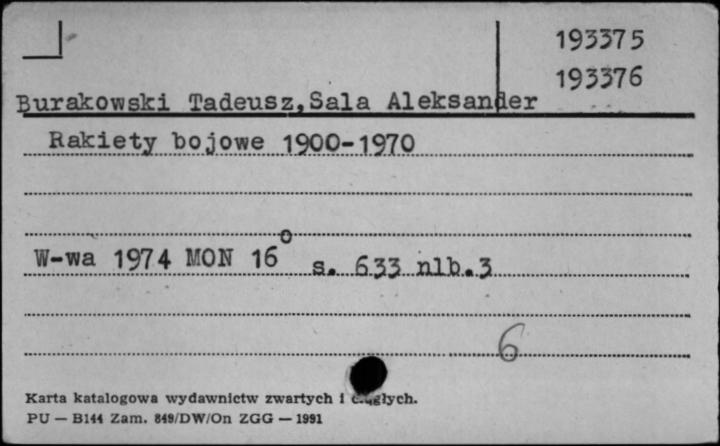 193375
193376
Burakowski Tadeusz,Sala Aleksander
Rakiety bojowe 1900-1970
W-wa 1974 MON 16° s. 633 nlb.3
6
Karta katalogowa wydawnictw zwartych i ciągłych.
PU — B144 Zam. 849/DW/On ZGG — 1991